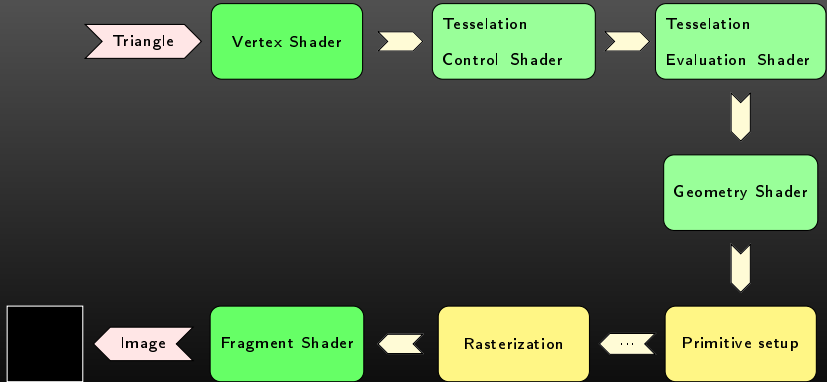 Triangle
Vertex Shader
Tesselation
Control Shader
Tesselation
Evaluation Shader
Geometry Shader
Primitive setup
...
Rasterization
Fragment Shader
Image